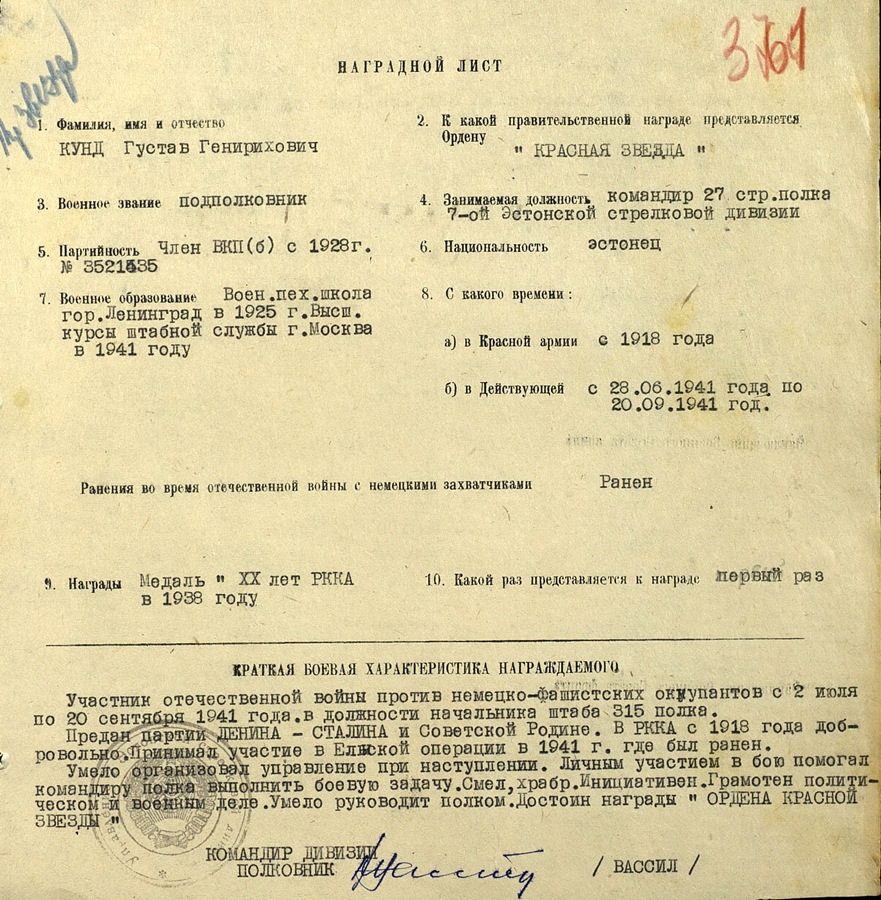 Кр. звезда
3761
НАГРАДНОЙ ЛИСТ
1. Фамилия, имя и отчество
КУНД Густав Генирихович
2. К какой правительственной награде представляется
Ордену
" КРАСНАЯ ЗВЕЗДА "
3. Военное звание подполковник
4. Занимаемая должность командир 27 стр.полка
7-ой Эстонской стрелковой дивизии
5. Партийность Член ВКП(б) с 1928г.
№ 3521435
6. Национальность эстонец
7. Военное образование Воен.пех.школа
гор.Ленинград в 1925 г.Высш.
курсы штабной службы г.Москва
в 1941 году
8. С какого времени:
а) в Красной армии с 1918 года
б) в Действующей с 28.06.1941 года по
20.09.1941 год.
Ранения во время отечественной войны с немецкими захватчиками Ранен
9. Награды Медаль " XX лет РККА
в 1938 году
10. Какой раз представляется к награде первый раз
КРАТКАЯ БОЕВАЯ ХАРАКТЕРИСТИКА НАГРАЖДАЕМОГО
Участник отечественной войны против немецко-фашистских оккупантов с 2 июля
по 20 сентября 1941 года.в должности начальника штаба 315 полка.
Предан партии ЛЕНИНА - СТАЛИНА и Советской Родине. В РККА с 1918 года доб-
ровольно.Принимал участие в Елнской операции в 1941 г. где был ранен.
Умело организовал управление при наступлении. Личным участием в бою помогал
командиру полка выполнить боевую задачу.Смел,храбр.Инициативен.Грамотен полити-
ческом и военным деле.Умело руководит полком.Достоин награды " ОРДЕНА КРАСНОЙ
ЗВЕЗДЫ "
КОМАНДИР ДИВИЗИИ
ПОЛКОВНИК / ВАССИЛ /